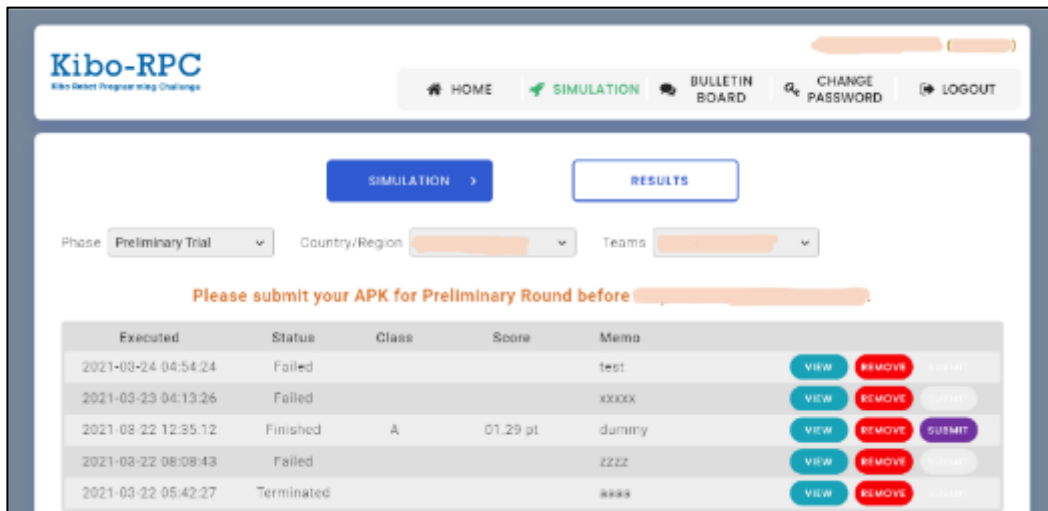 Kibo-RPC
Kibo Robot Programming Challenge
HOME
SIMULATION
BULLETIN BOARD
CHANGE PASSWORD
LOGOUT
SIMULATION >
RESULTS
Phase Preliminary Trial Country/Region Teams
Please submit your APK for Preliminary Round before .
Executed Status Class Score Memo
2021-03-24 04:54:24 Failed test VIEW REMOVE SUBMIT
2021-03-23 04:13:26 Failed xxxxx VIEW REMOVE SUBMIT
2021-03-22 12:35:12 Finished A 01.29 pt dummy VIEW REMOVE SUBMIT
2021-03-22 08:08:43 Failed zzzz VIEW REMOVE SUBMIT
2021-03-22 05:42:27 Terminated aaaa VIEW REMOVE SUBMIT